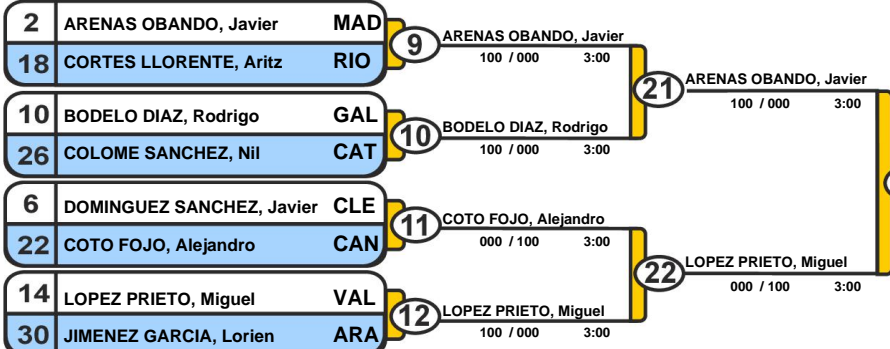 2 ARENAS OBANDO, Javier MAD
18 CORTES LLORENTE, Aritz RIO
9
ARENAS OBANDO, Javier
100 / 000 3:00
10 BODELO DIAZ, Rodrigo GAL
26 COLOME SANCHEZ, Nil CAT
10
BODELO DIAZ, Rodrigo
100 / 000 3:00
21
ARENAS OBANDO, Javier
100 / 000 3:00
6 DOMINGUEZ SANCHEZ, Javier CLE
22 COTO FOJO, Alejandro CAN
11
COTO FOJO, Alejandro
000 / 100 3:00
14 LOPEZ PRIETO, Miguel VAL
30 JIMENEZ GARCIA, Lorien ARA
12
LOPEZ PRIETO, Miguel
100 / 000 3:00
22
LOPEZ PRIETO, Miguel
000 / 100 3:00